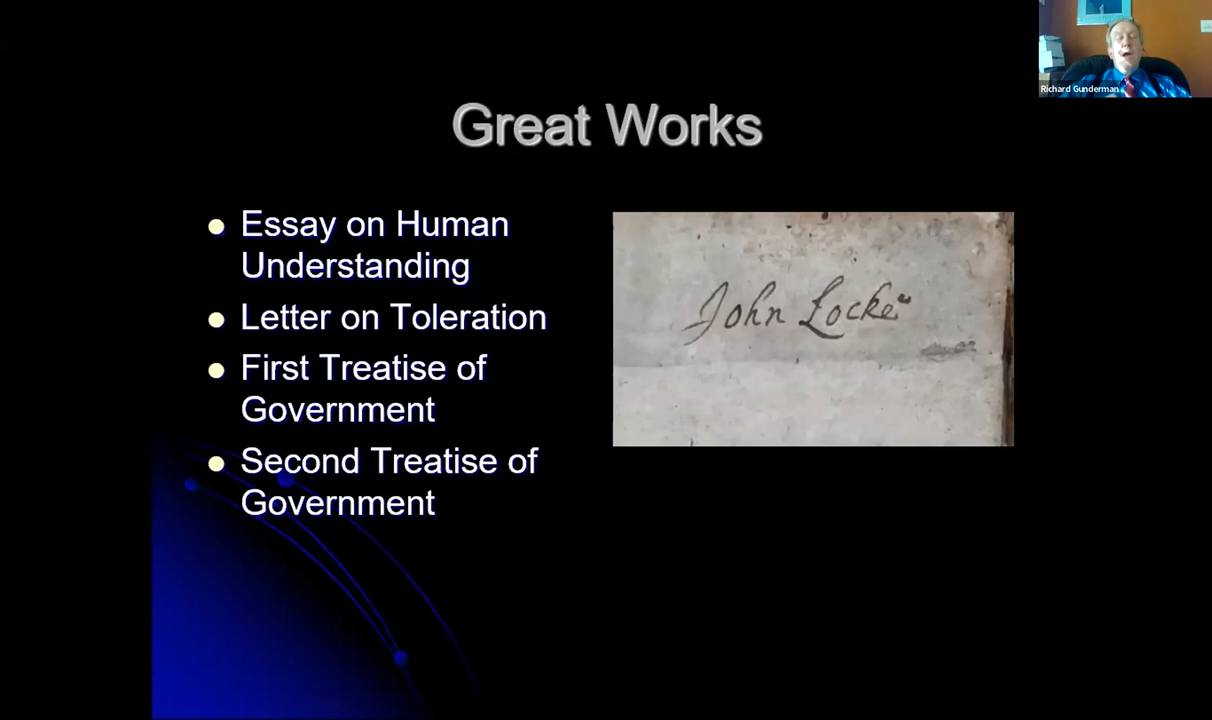 Richard Gunderman
Great Works
Essay on Human
Understanding
Letter on Toleration
First Treatise of
Government
Second Treatise of
Government
John Locke